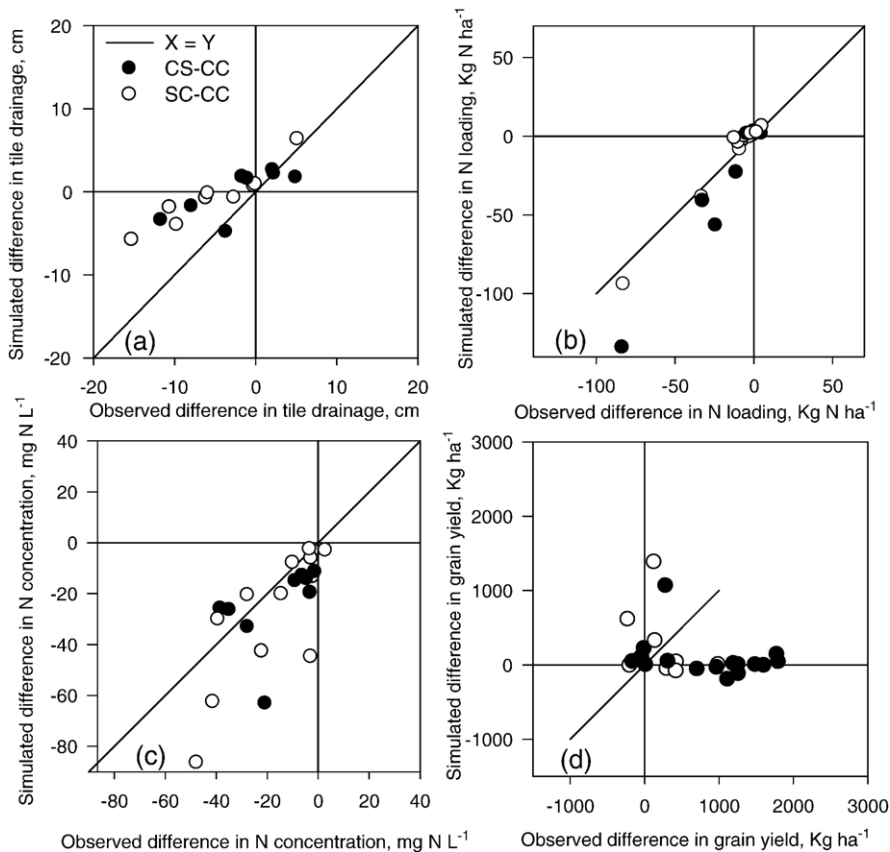 Simulated difference in tile drainage, cm
20
10
0
-10
-20
X = Y
CS-CC
SC-CC
(a)
-20 -10 0 10 20
Observed difference in tile drainage, cm
Simulated difference in N loading, Kg N ha-1
50
0
-50
-100
(b)
-100 -50 0 50
Observed difference in N loading, Kg N ha-1
Simulated difference in N concentration, mg N L-1
40
20
0
-20
-40
-60
-80
(c)
-80 -60 -40 -20 0 20 40
Observed difference in N concentration, mg N L-1
Simulated difference in grain yield, Kg ha-1
3000
2000
1000
0
-1000
(d)
-1000 0 1000 2000 3000
Observed difference in grain yield, Kg ha-1